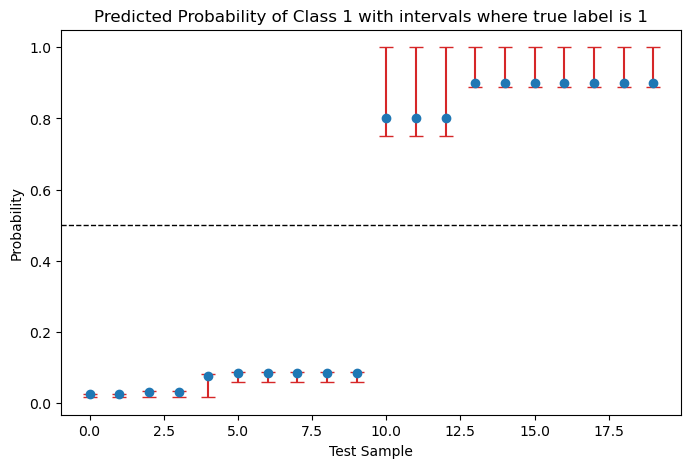 Predicted Probability of Class 1 with intervals where true label is 1
1.0
0.8
0.6
0.4
0.2
0.0
Probability
0.0 2.5 5.0 7.5 10.0 12.5 15.0 17.5
Test Sample